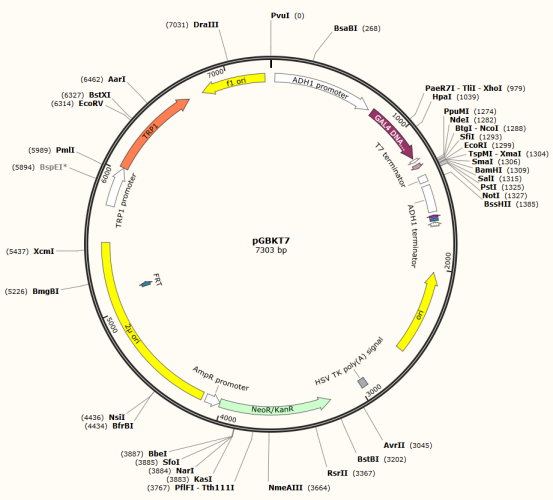 PvuI (0)
BsaBI (268)
PaeR7I - TliI - XhoI (979)
HpaI (1039)
PpuMI (1274)
NdeI (1282)
BtgI - NcoI (1288)
SfiI (1293)
EcoRI (1299)
TspMI - XmaI (1304)
SmaI (1306)
BamHI (1309)
SalI (1315)
PstI (1325)
NotI (1327)
BssHII (1385)
AvrII (3045)
BstBI (3202)
RsrII (3367)
NmeAIII (3664)
(3767) PflFI - Tth111I
(3883) KasI
(3884) NarI
(3885) SfoI
(3887) BbeI
(4434) BfrBI
(4436) NsiI
(5226) BmgBI
(5437) XcmI
(5894) BspEI*
(5989) PmlI
(6314) EcoRV
(6327) BstXI
(6462) AarI
(7031) DraIII
1000
2000
3000
4000
5000
6000
7000
ADH1 promoter
GAL4 DNA...
T7 terminator
ADH1 terminator
ori
HSV TK poly(A) signal
NeoR/KanR
AmpR promoter
2μ ori
FRT
TRP1 promoter
TRP1
f1 ori
pGBKT7
7303 bp